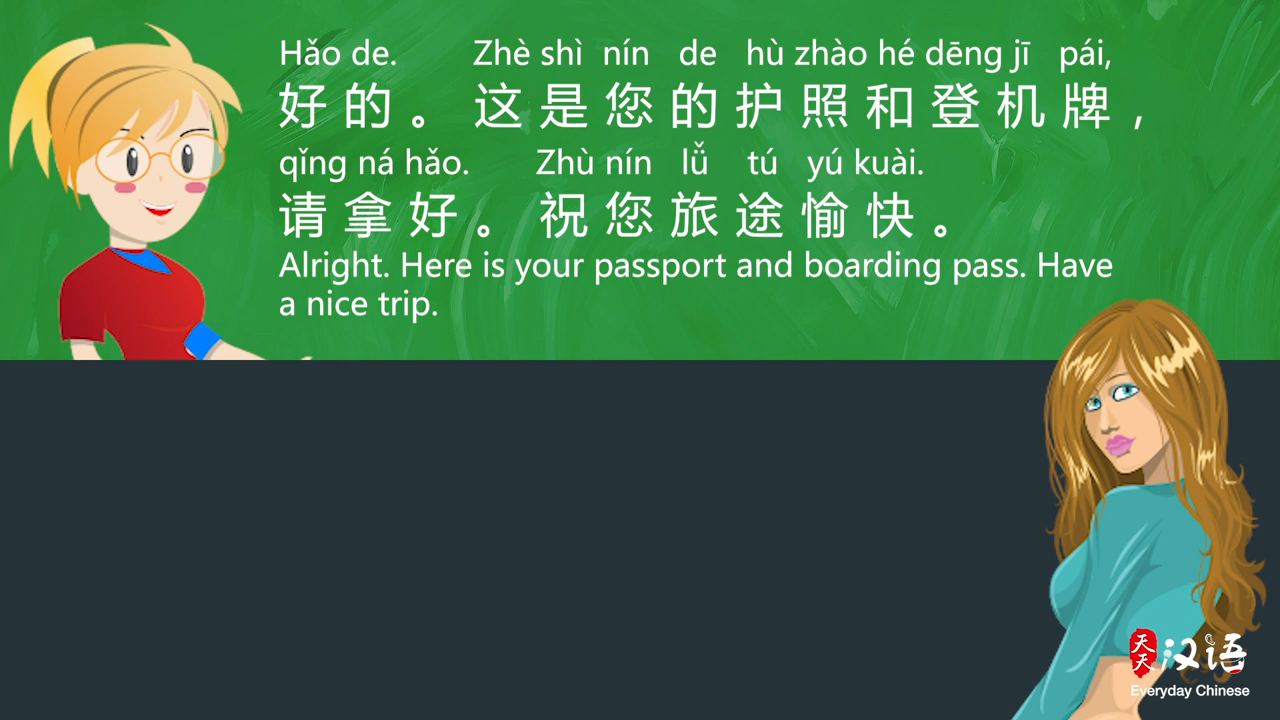 Hǎo de. Zhè shì nín de hù zhào hé dēng jī pái,
好的。这是您的护照和登机牌,
qǐng ná hǎo. Zhù nín lǚ tú yú kuài.
请拿好。祝您旅途愉快。
Alright. Here is your passport and boarding pass. Have
a nice trip.
天天汉语
Everyday Chinese